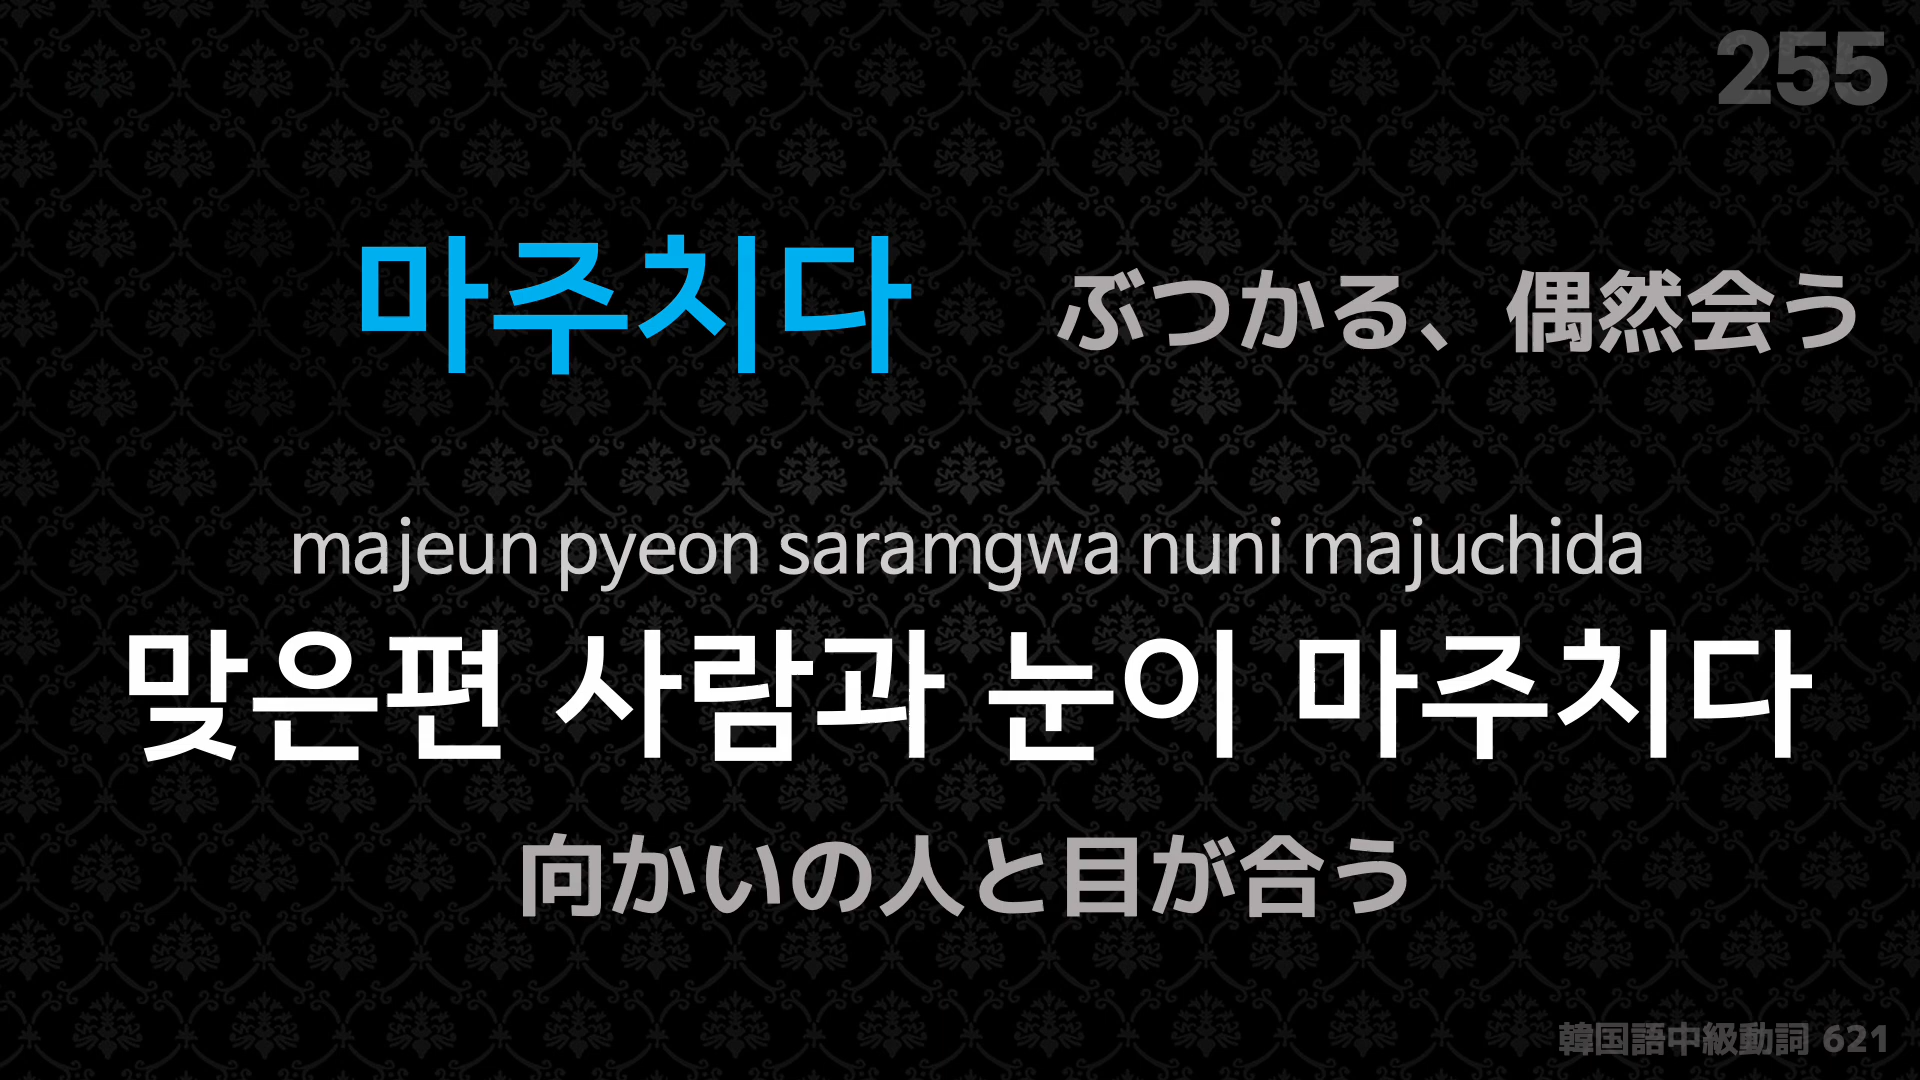 255
마주치다 ぶつかる、偶然会う
majeun pyeon saramgwa nuni majuchida
맞은편 사람과 눈이 마주치다
向かいの人と目が合う
韓国語中級動詞 621